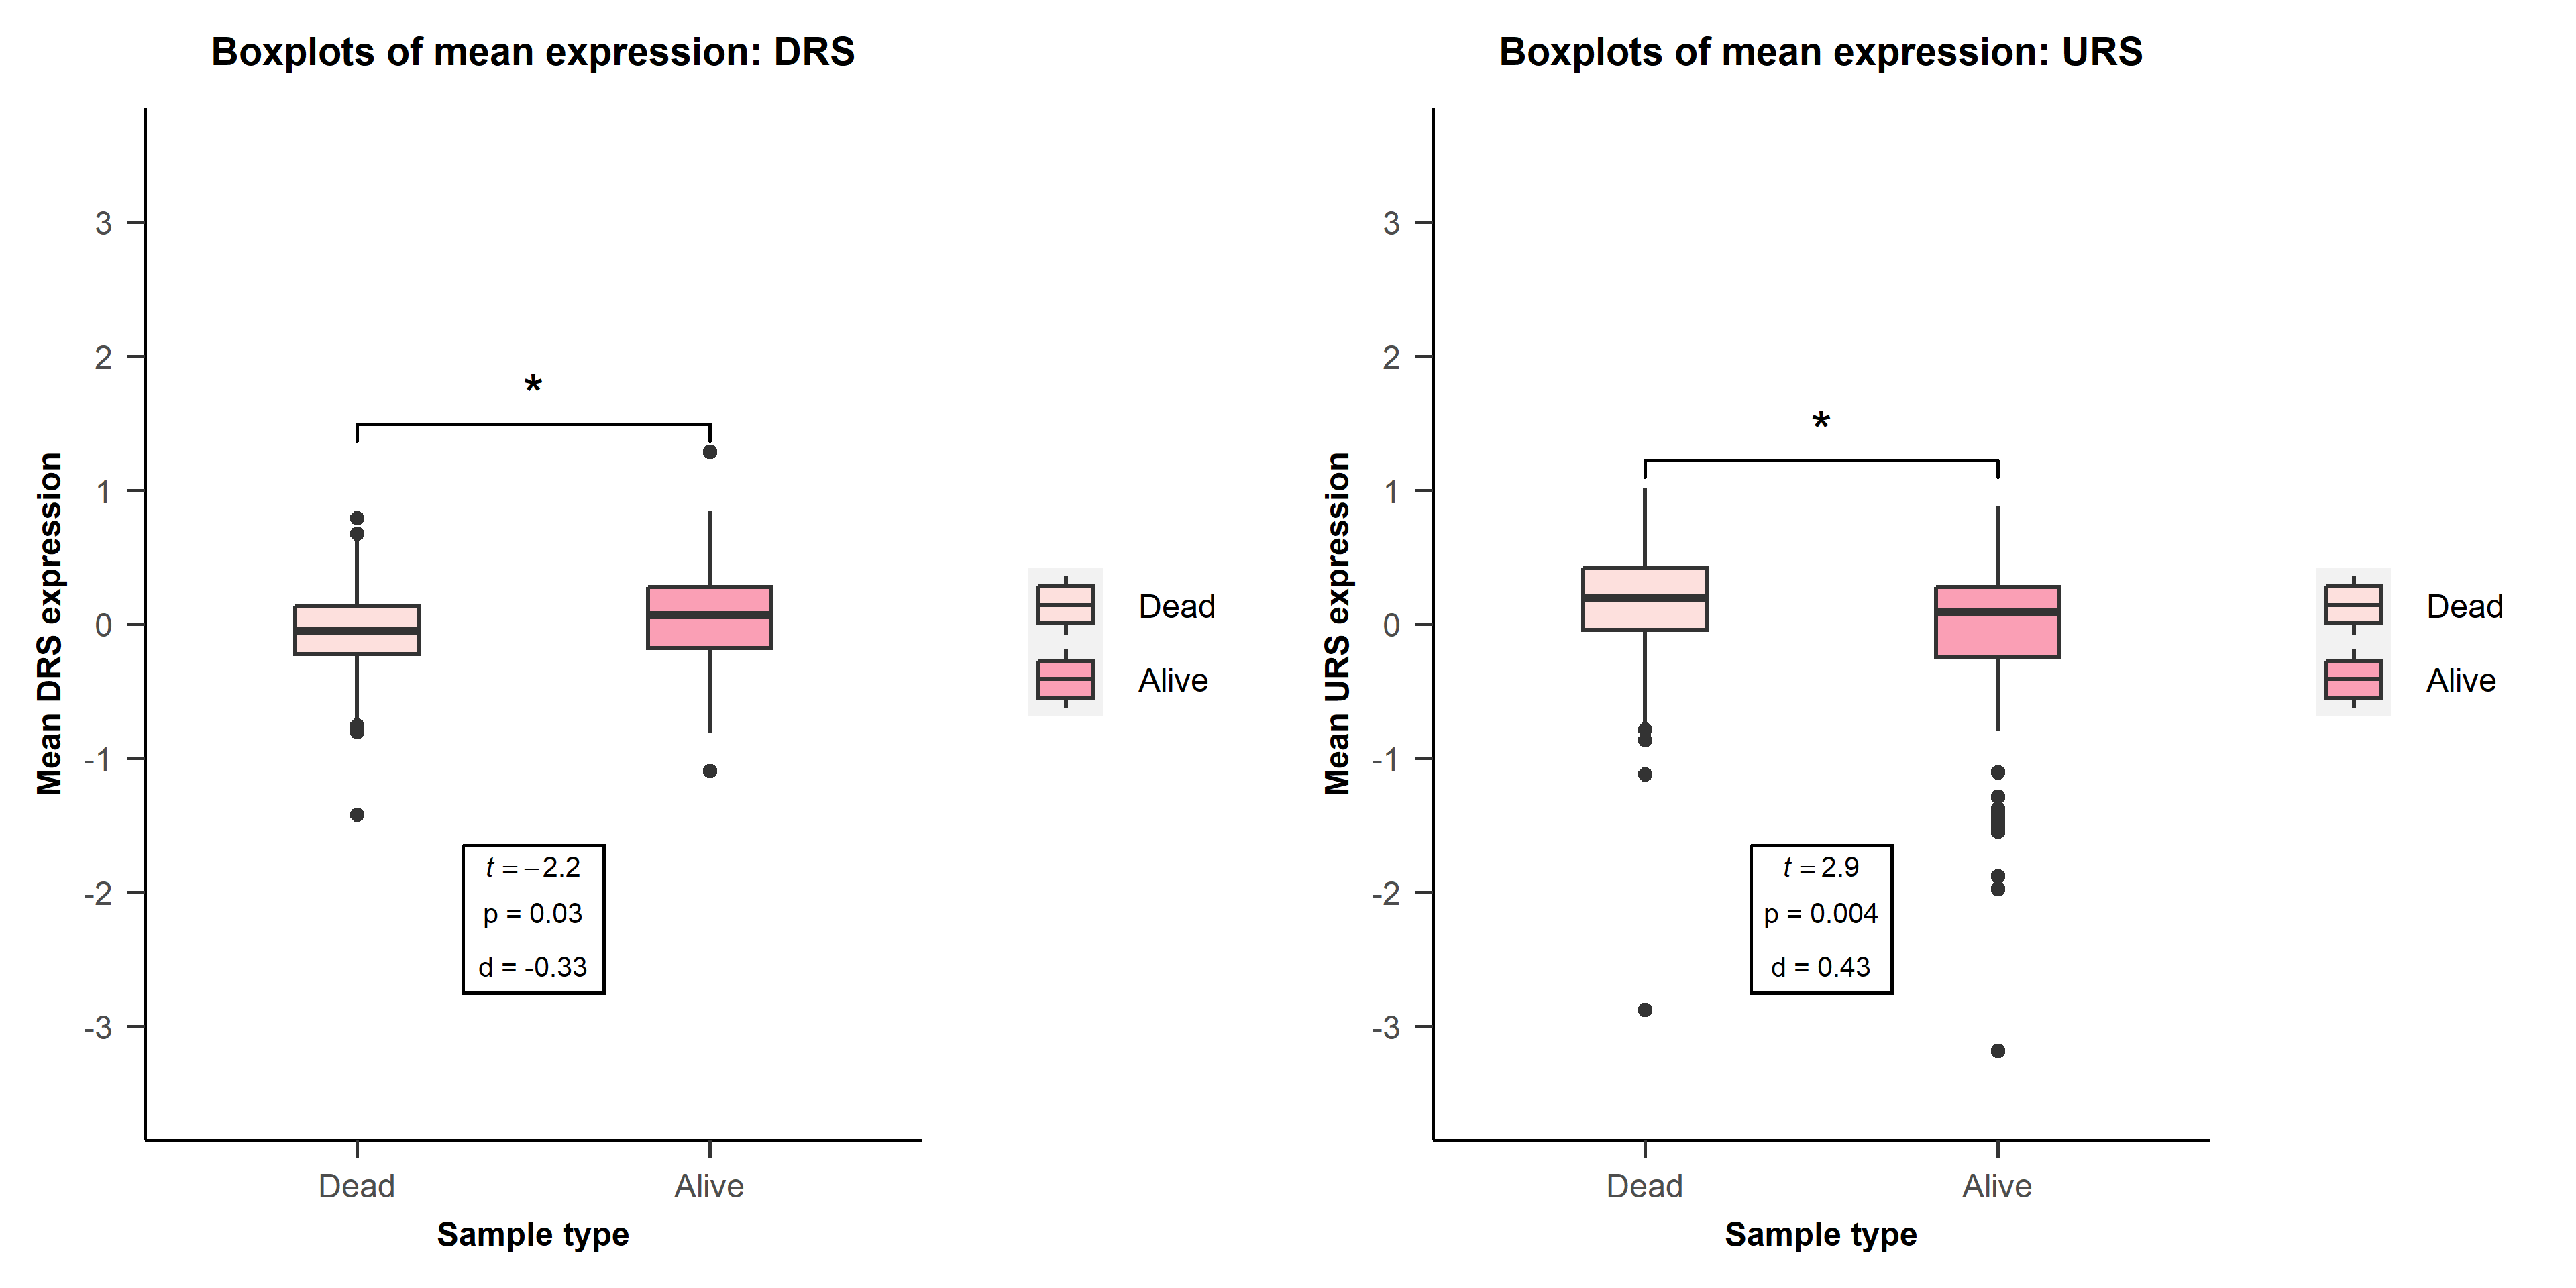 Boxplots of mean expression: DRS
Mean DRS expression
3
2
1
0
-1
-2
-3
*
t = −2.2
p = 0.03
d = -0.33
Dead
Alive
Sample type
Dead
Alive
Boxplots of mean expression: URS
Mean URS expression
3
2
1
0
-1
-2
-3
*
t = 2.9
p = 0.004
d = 0.43
Dead
Alive
Sample type
Dead
Alive